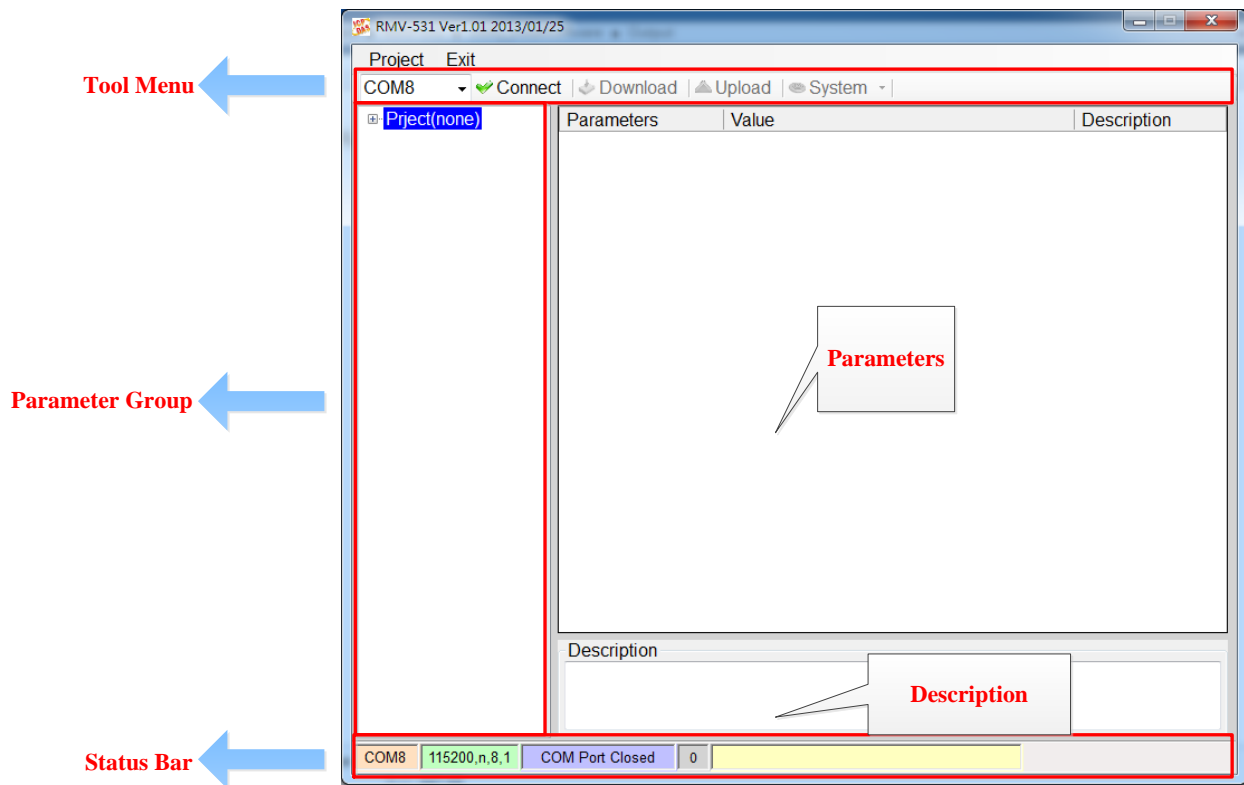 RMV-531 Ver1.01 2013/01/25
Project Exit
Tool Menu
COM8 Connect Download Upload System
Prject(none)
Parameters Value Description
Parameters
Parameter Group
Description
Description
Status Bar
COM8 115200,n,8,1 COM Port Closed 0